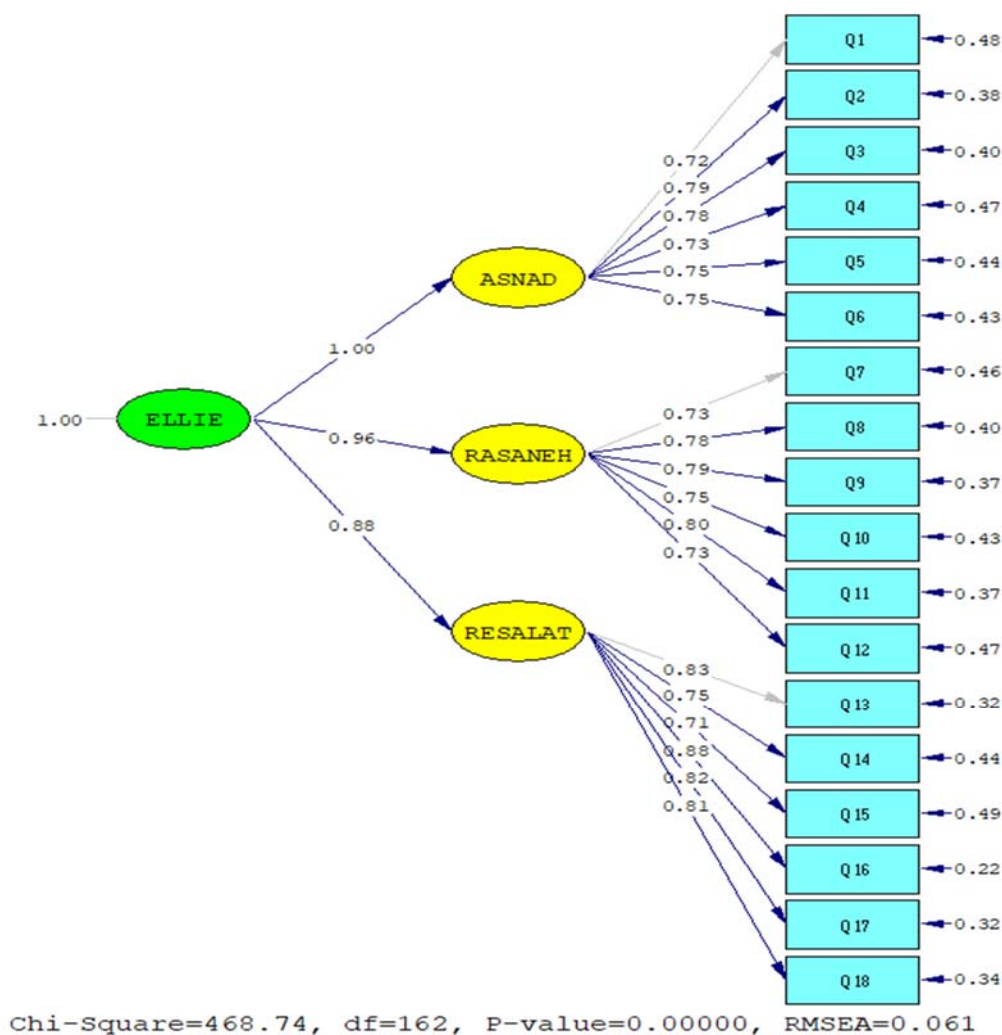 Q1
0.48
Q2
0.38
Q3
0.40
Q4
0.47
Q5
0.44
Q6
0.43
Q7
0.46
Q8
0.40
Q9
0.37
Q10
0.43
Q11
0.37
Q12
0.47
Q13
0.32
Q14
0.44
Q15
0.49
Q16
0.22
Q17
0.32
Q18
0.34
0.72
0.79
0.78
0.73
0.75
0.75
ASNAD
0.73
0.78
0.79
0.75
0.80
0.73
RASANEH
0.83
0.75
0.71
0.88
0.82
0.81
RESALAT
1.00
0.96
0.88
1.00
ELLIE
Chi-Square=468.74, df=162, P-value=0.00000, RMSEA=0.061